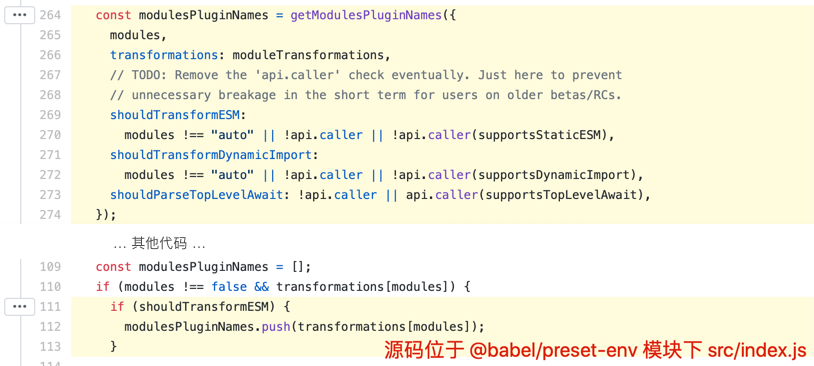 264 const modulesPluginNames = getModulesPluginNames({
265 modules,
266 transformations: moduleTransformations,
267 // TODO: Remove the 'api.caller' check eventually. Just here to prevent
268 // unnecessary breakage in the short term for users on older betas/RCs.
269 shouldTransformESM:
270 modules !== "auto" || !api.caller || !api.caller(supportsStaticESM),
271 shouldTransformDynamicImport:
272 modules !== "auto" || !api.caller || !api.caller(supportsDynamicImport),
273 shouldParseTopLevelAwait: !api.caller || api.caller(supportsTopLevelAwait),
274 });
... 其他代码 ...
109 const modulesPluginNames = [];
110 if (modules !== false && transformations[modules]) {
111 if (shouldTransformESM) {
112 modulesPluginNames.push(transformations[modules]);
113 }
源码位于 @babel/preset-env 模块下 src/index.js